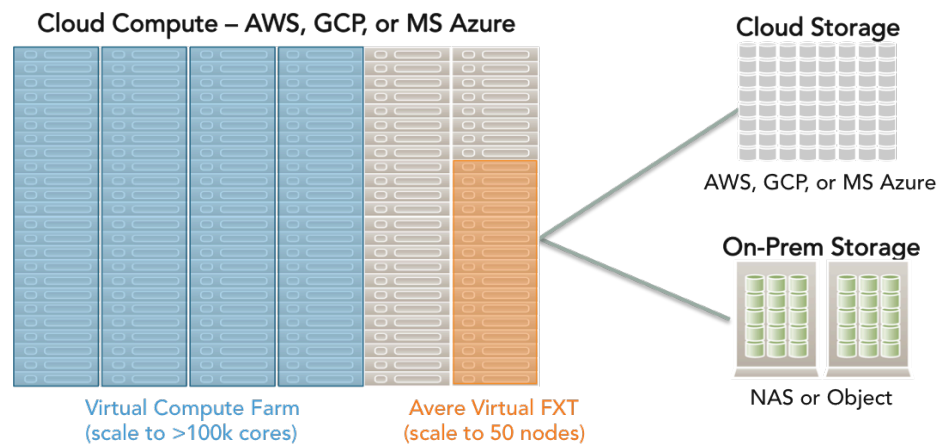 Cloud Compute – AWS, GCP, or MS Azure
Cloud Storage
AWS, GCP, or MS Azure
On-Prem Storage
NAS or Object
Virtual Compute Farm
(scale to >100k cores)
Avere Virtual FXT
(scale to 50 nodes)